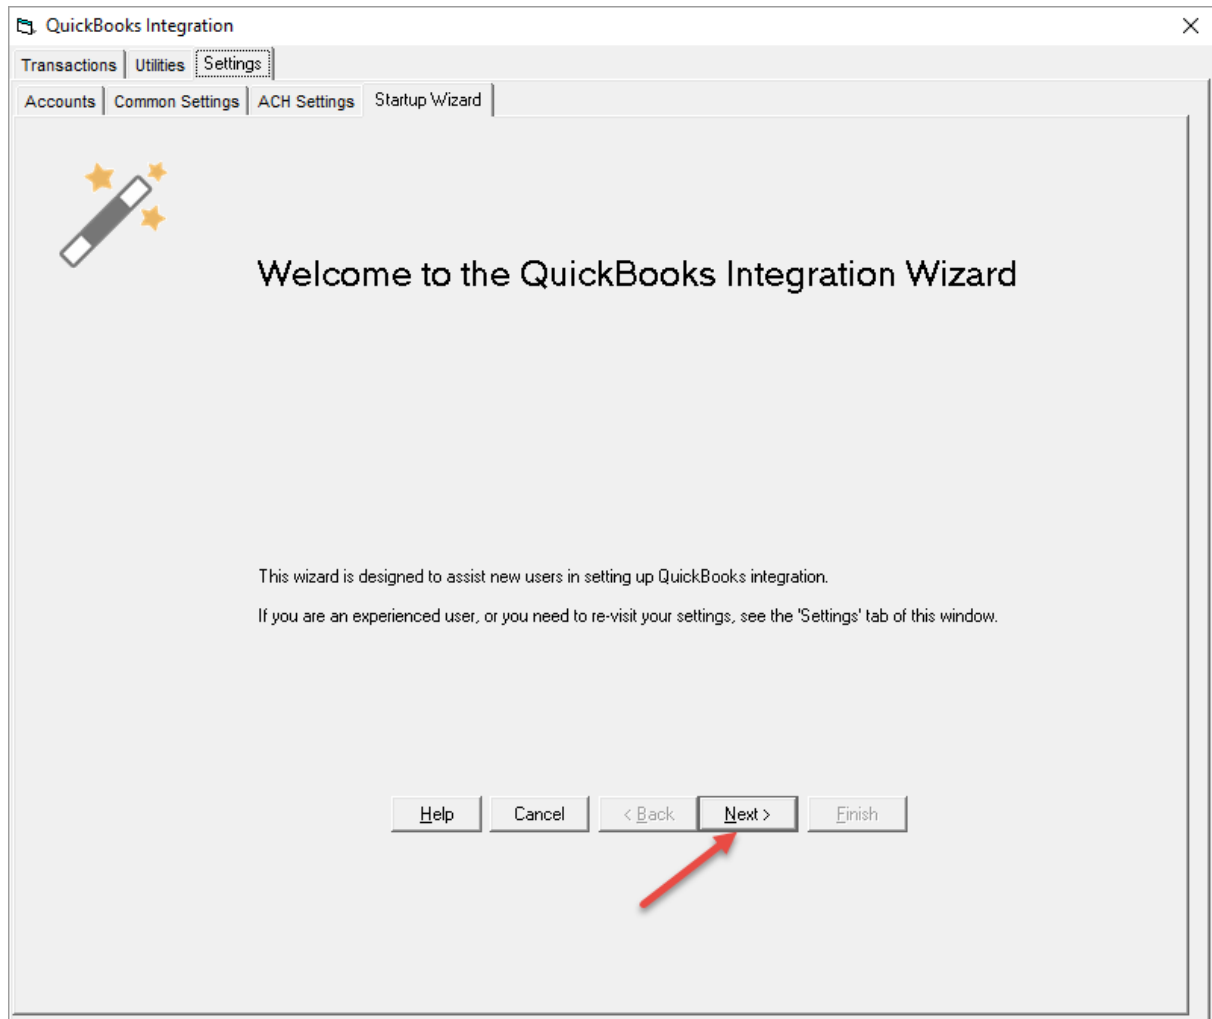 QuickBooks Integration
Transactions Utilities Settings
Accounts Common Settings ACH Settings Startup Wizard
Welcome to the QuickBooks Integration Wizard
This wizard is designed to assist new users in setting up QuickBooks integration.
If you are an experienced user, or you need to re-visit your settings, see the 'Settings' tab of this window.
Help Cancel < Back Next > Finish